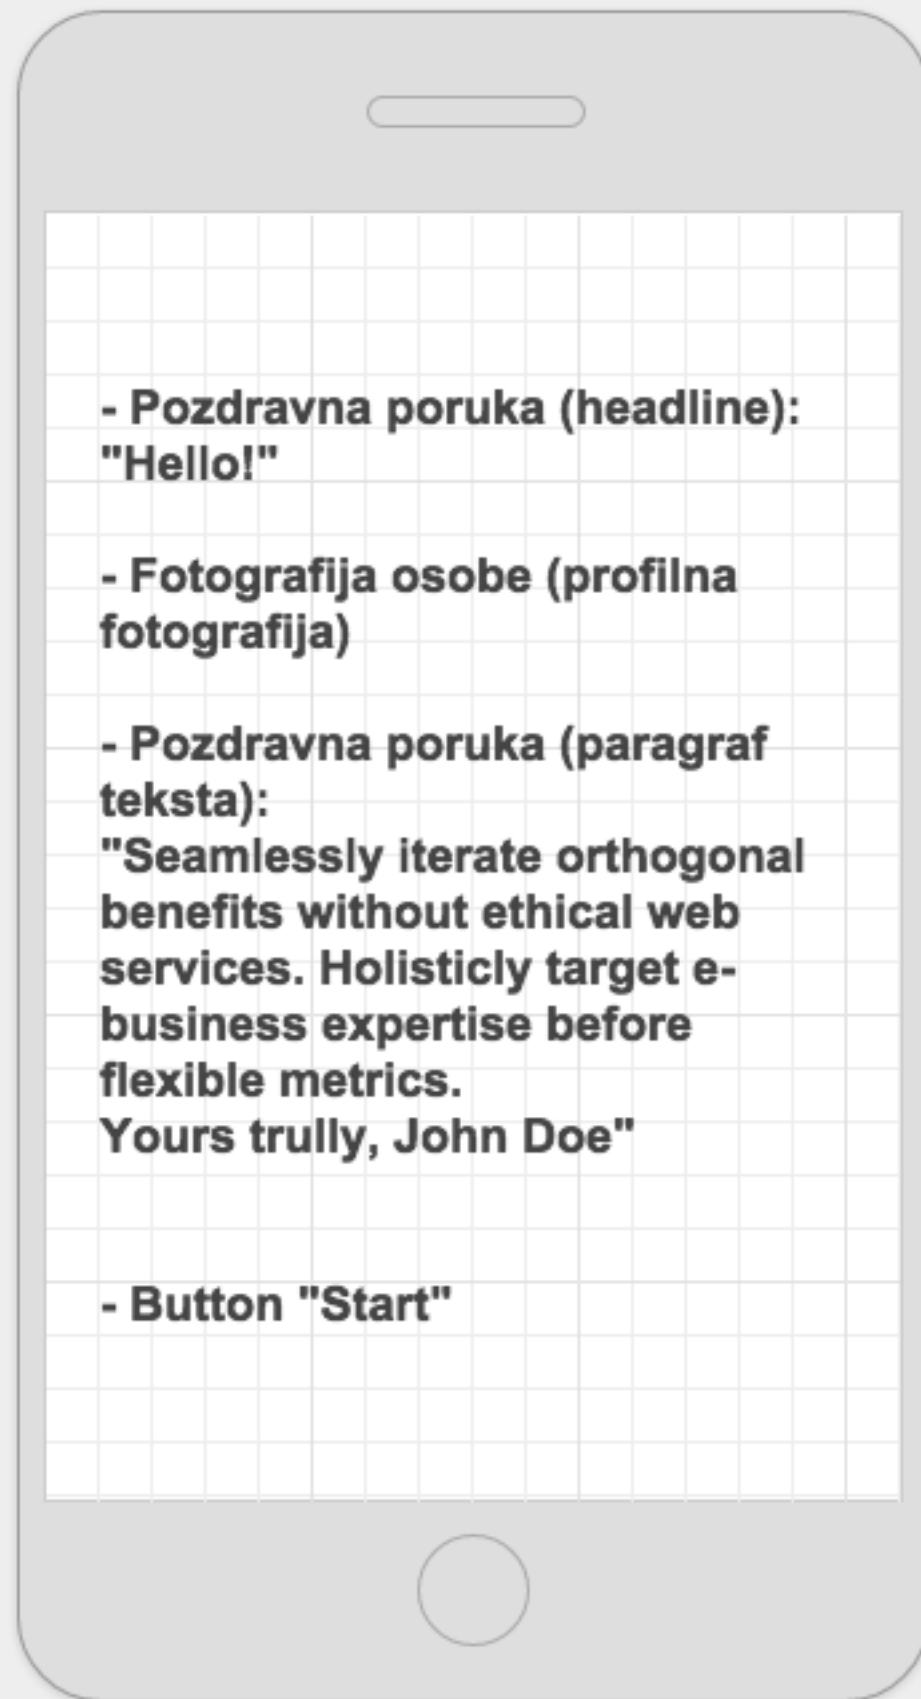 - Pozdravna poruka (headline):
"Hello!"
- Fotografija osobe (profilna
fotografija)
- Pozdravna poruka (paragraf
teksta):
"Seamlessly iterate orthogonal
benefits without ethical web
services. Holisticly target e-
business expertise before
flexible metrics.
Yours trully, John Doe"
- Button "Start"